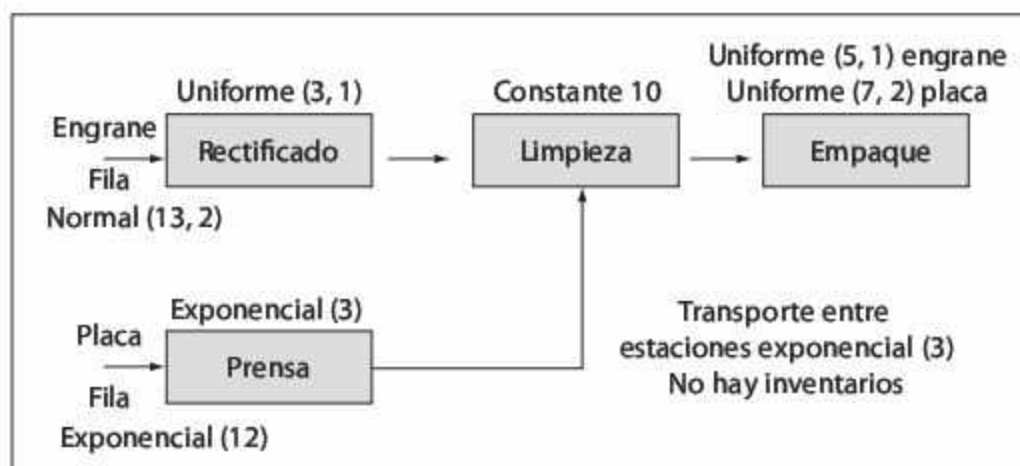 Uniforme (5, 1) engrane
Uniforme (3, 1)
Constante 10
Uniforme (7, 2) placa
Engrane
Rectificado
Limpieza
Empaque
Fila
Normal (13, 2)
Exponencial (3)
Placa
Prensa
Fila
Exponencial (12)
Transporte entre
estaciones exponencial (3)
No hay inventarios